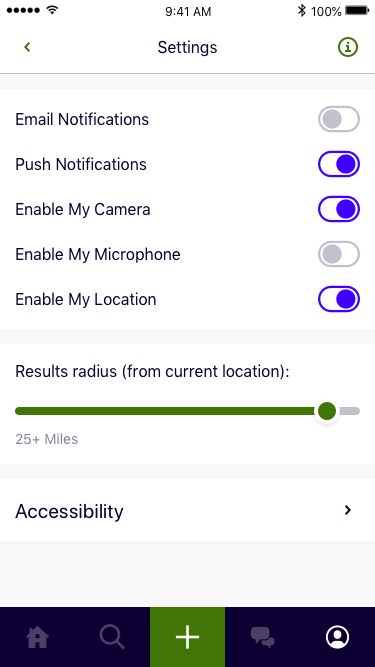 9:41 AM
100%
Settings
Email Notifications
Push Notifications
Enable My Camera
Enable My Microphone
Enable My Location
Results radius (from current location):
25+ Miles
Accessibility